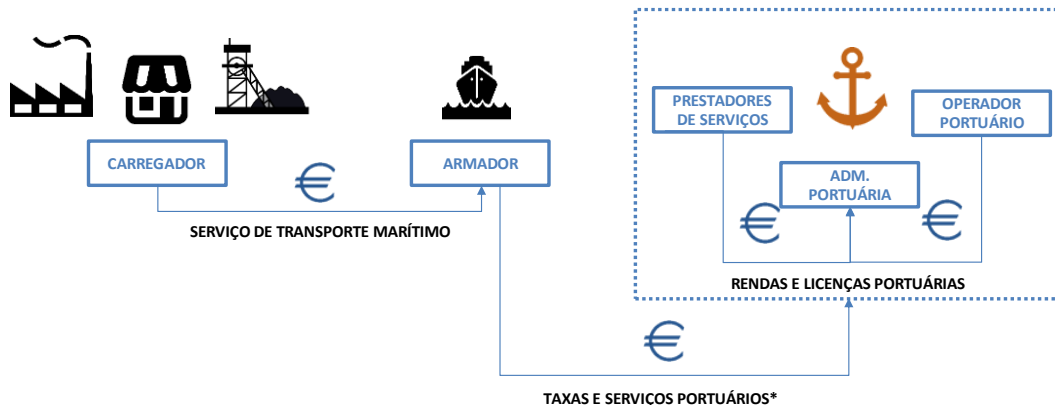 PRESTADORES
DE SERVIÇOS
OPERADOR
PORTUÁRIO
CARREGADOR
ARMADOR
ADM.
PORTUÁRIA
SERVIÇO DE TRANSPORTE MARÍTIMO
RENDAS E LICENÇAS PORTUÁRIAS
TAXAS E SERVIÇOS PORTUÁRIOS*